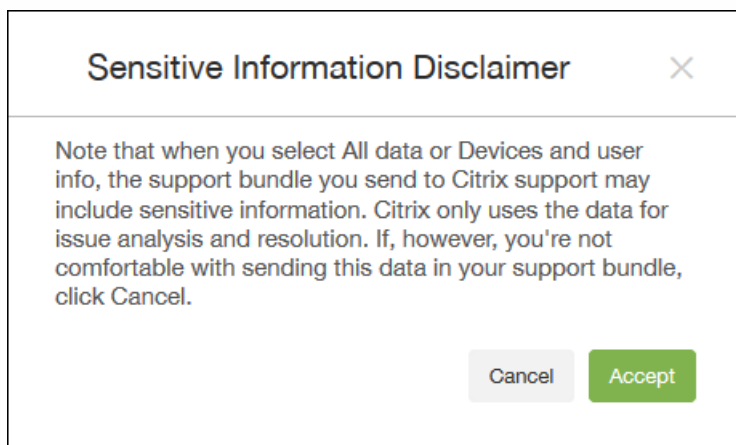 Sensitive Information Disclaimer
Note that when you select All data or Devices and user
info, the support bundle you send to Citrix support may
include sensitive information. Citrix only uses the data for
issue analysis and resolution. If, however, you're not
comfortable with sending this data in your support bundle,
click Cancel.
Cancel Accept